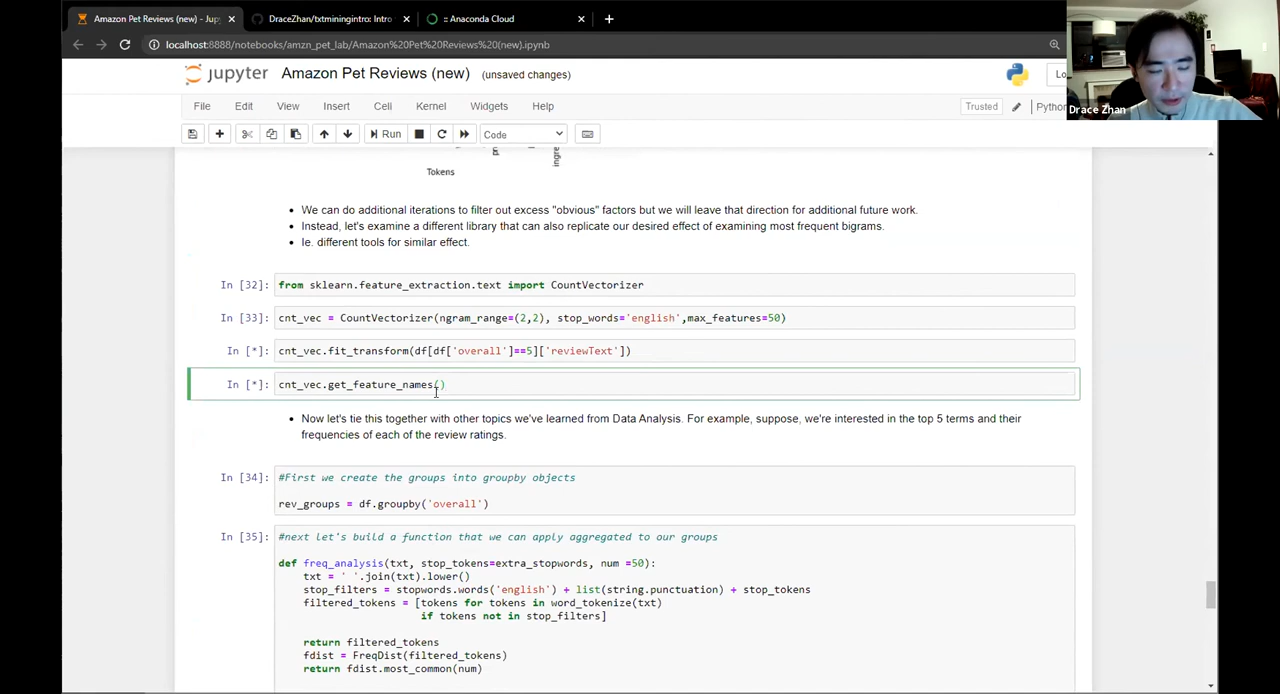 Amazon Pet Reviews (new) - Jup
DraceZhan/txtminingintro: Intro
:: Anaconda Cloud
localhost:8888/notebooks/amzn_pet_lab/Amazon%20Pet%20Reviews%20(new).ipynb
jupyter Amazon Pet Reviews (new) (unsaved changes)
Drace Zhan
File Edit View Insert Cell Kernel Widgets Help
Trusted
Python
Run
Code
Tokens
We can do additional iterations to filter out excess "obvious" factors but we will leave that direction for additional future work.
Instead, let's examine a different library that can also replicate our desired effect of examining most frequent bigrams.
Ie. different tools for similar effect.
In [32]: from sklearn.feature_extraction.text import CountVectorizer
In [33]: cnt_vec = CountVectorizer(ngram_range=(2,2), stop_words='english',max_features=50)
In [*]: cnt_vec.fit_transform(df[df['overall']==5]['reviewText'])
In [*]: cnt_vec.get_feature_names()
Now let's tie this together with other topics we've learned from Data Analysis. For example, suppose, we're interested in the top 5 terms and their
frequencies of each of the review ratings.
In [34]: #First we create the groups into groupby objects
rev_groups = df.groupby('overall')
In [35]: #next let's build a function that we can apply aggregated to our groups
def freq_analysis(txt, stop_tokens=extra_stopwords, num =50):
txt = ' '.join(txt).lower()
stop_filters = stopwords.words('english') + list(string.punctuation) + stop_tokens
filtered_tokens = [tokens for tokens in word_tokenize(txt)
if tokens not in stop_filters]
return filtered_tokens
fdist = FreqDist(filtered_tokens)
return fdist.most_common(num)